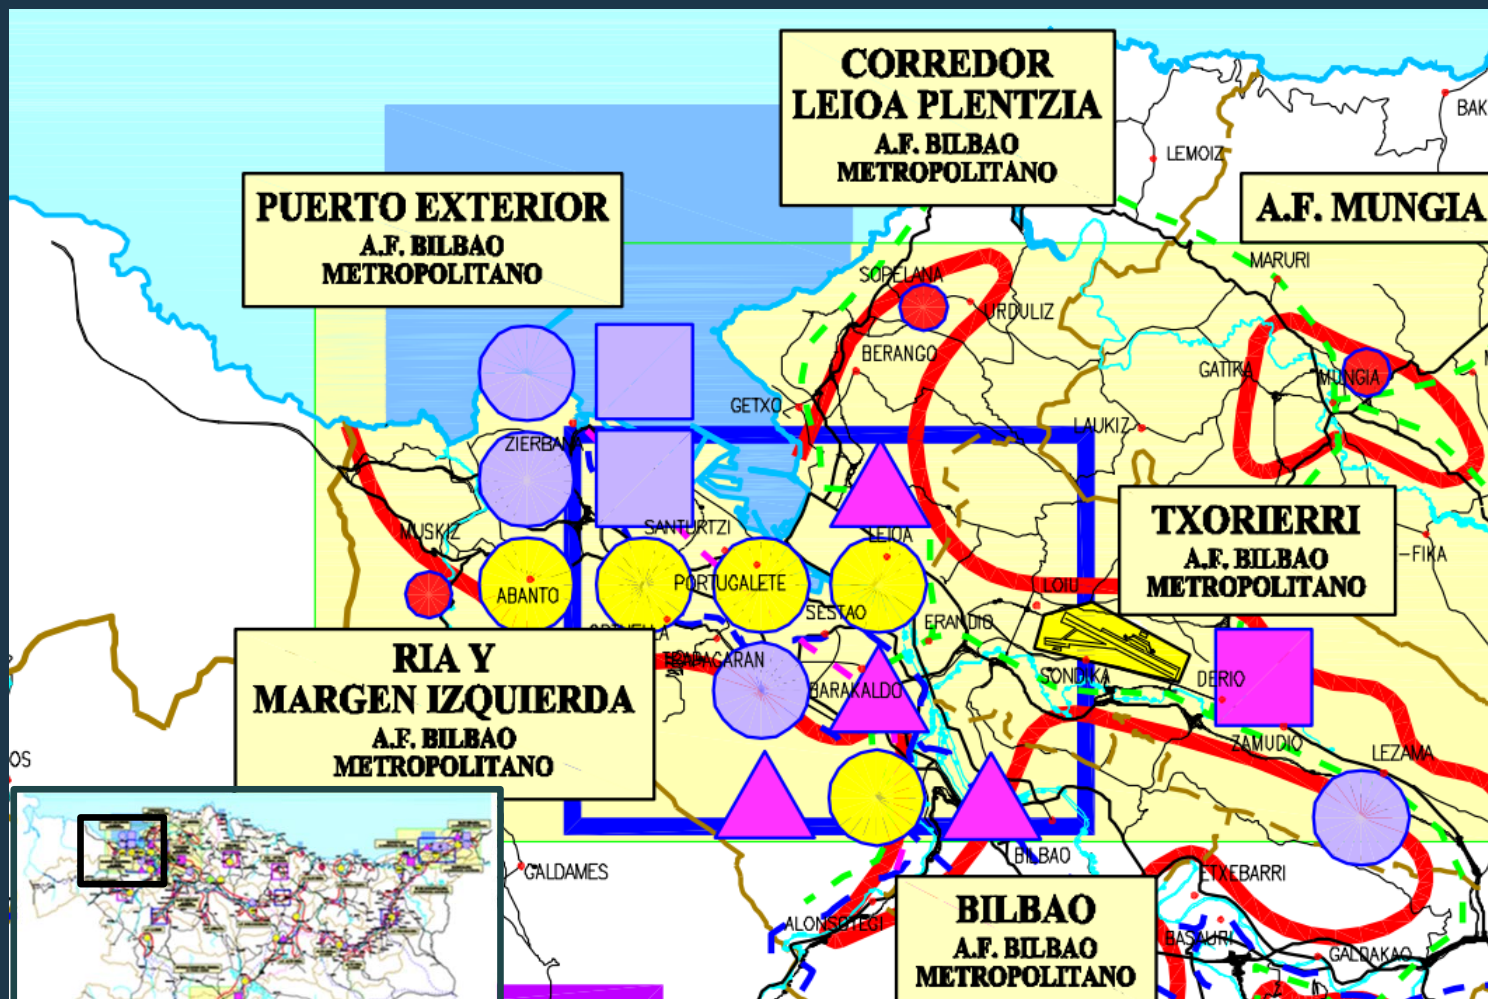 CORREDOR
LEIOA PLENTZIA
A.F. BILBAO
METROPOLITANO
BAK
LEMOIZ
PUERTO EXTERIOR
A.F. BILBAO
METROPOLITANO
A.F. MUNGIA
MARURI
SOPELANA
URDULIZ
BERANGO
GATIKA
MUNGIA
GETXO
LAUKIZ
ZIERBANA
MUSKIZ
SANTURTZI
LEIOA
TXORIERRI
A.F. BILBAO
METROPOLITANO
-FIKA
ABANTO
PORTUGALETE
LOIU
SESTAO
ERANDIO
RIA Y
MARGEN IZQUIERDA
A.F. BILBAO
METROPOLITANO
TRAPAGARAN
BARAKALDO
SONDIKA
DERIO
ZAMUDIO
LEZAMA
OS
GALDAMES
BILBAO
ETXEBARRI
ALONSOTEGI
BILBAO
A.F. BILBAO
METROPOLITANO
BASAURI
GALDAKAO